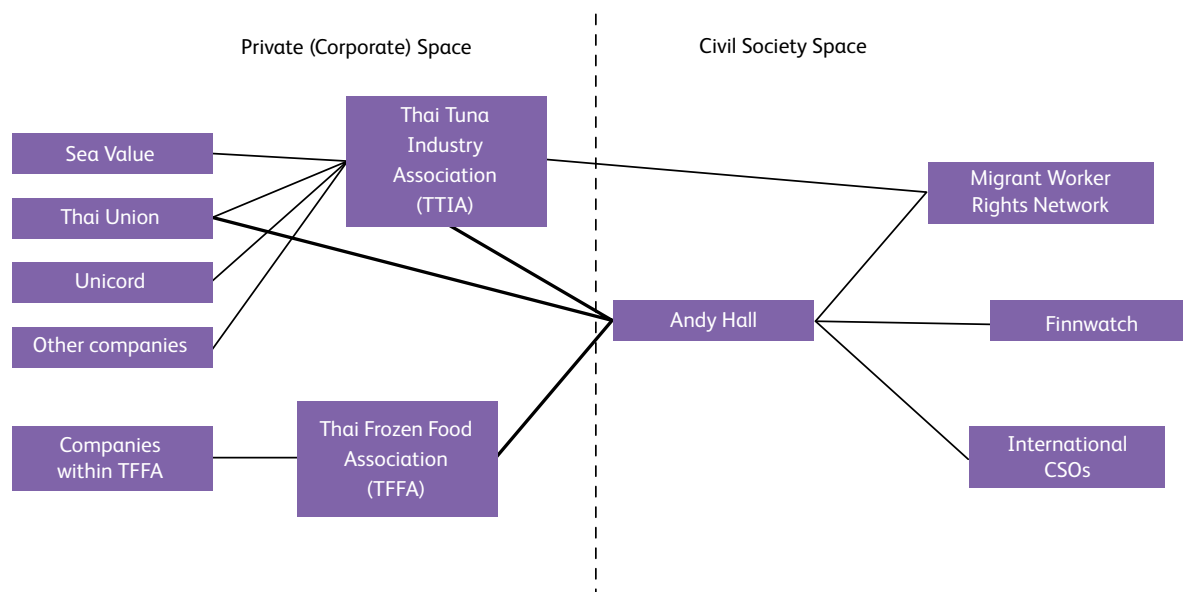 Private (Corporate) Space
Civil Society Space
Sea Value
Thai Union
Unicord
Other companies
Companies
within TFFA
Thai Tuna
Industry
Association
(TTIA)
Thai Frozen Food
Association
(TFFA)
Andy Hall
Migrant Worker
Rights Network
Finnwatch
International
CSOs